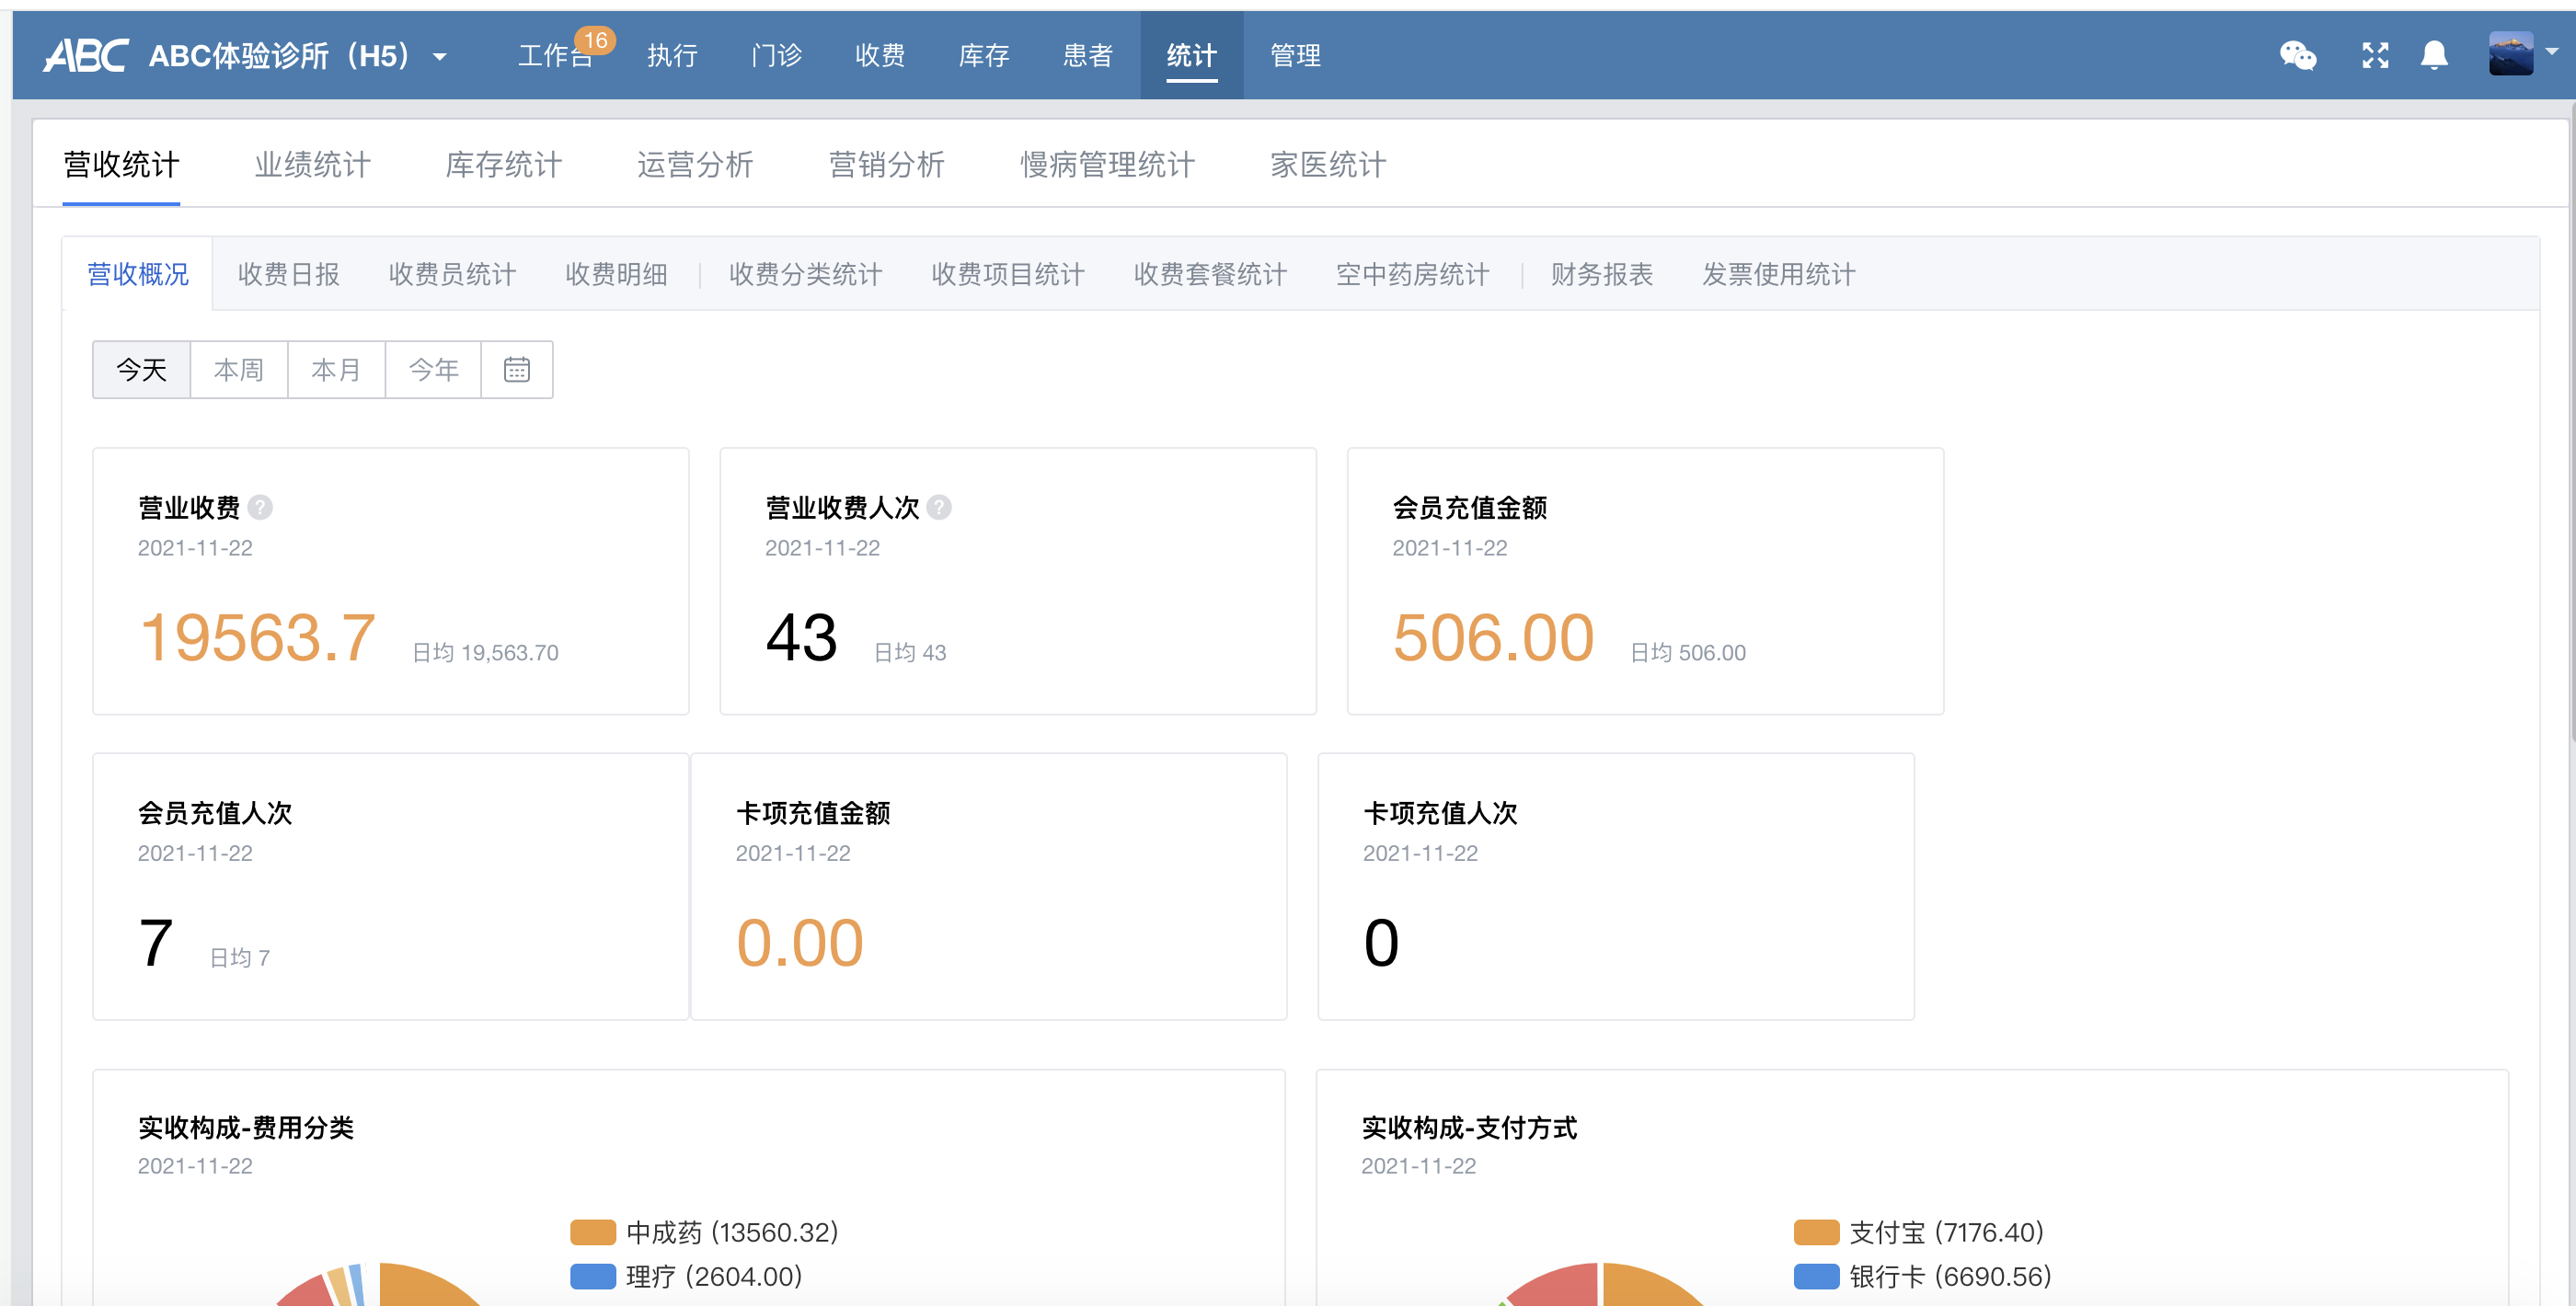 ABC ABC体验诊所（H5） 工作台 16 执行 门诊 收费 库存 患者 统计 管理
营收统计 业绩统计 库存统计 运营分析 营销分析 慢病管理统计 家医统计
营收概况 收费日报 收费员统计 收费明细 收费分类统计 收费项目统计 收费套餐统计 空中药房统计 财务报表 发票使用统计
今天 本周 本月 今年
营业收费 ?
2021-11-22
19563.7 日均 19,563.70
营业收费人次 ?
2021-11-22
43 日均 43
会员充值金额
2021-11-22
506.00 日均 506.00
会员充值人次
2021-11-22
7 日均 7
卡项充值金额
2021-11-22
0.00
卡项充值人次
2021-11-22
0
实收构成-费用分类
2021-11-22
中成药 (13560.32)
理疗 (2604.00)
实收构成-支付方式
2021-11-22
支付宝 (7176.40)
银行卡 (6690.56)